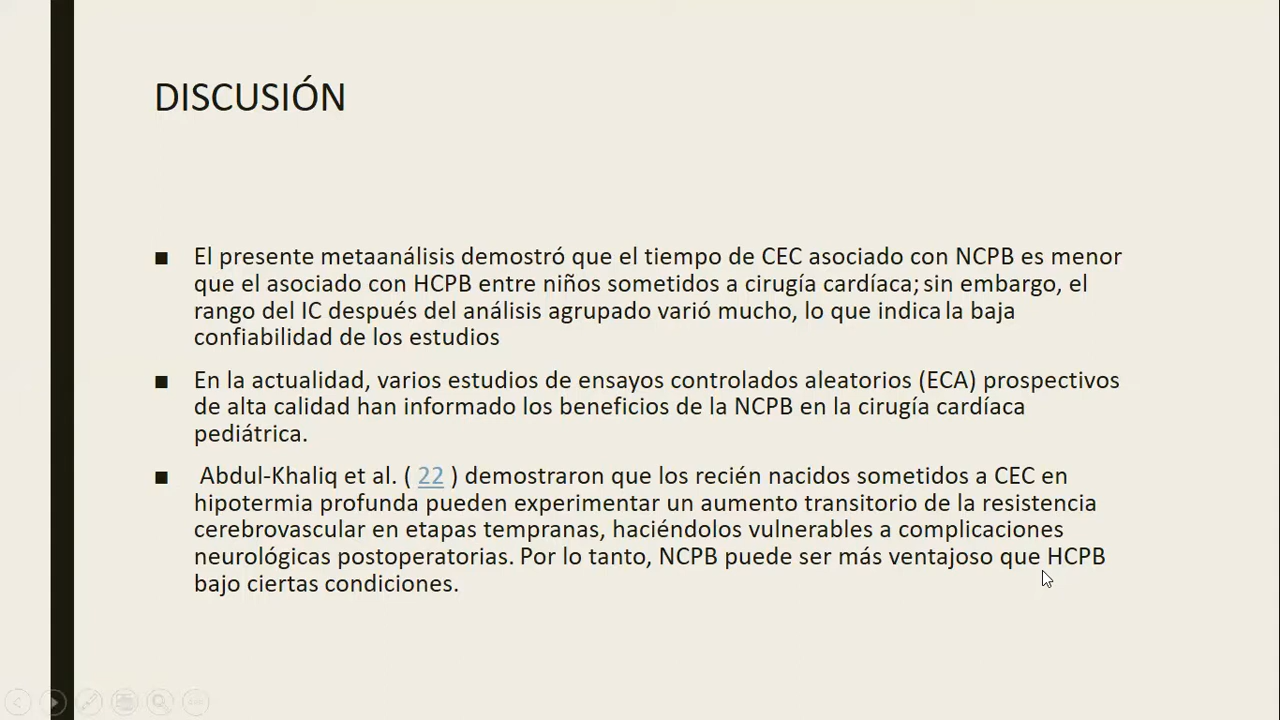 DISCUSIÓN
■ El presente metaanálisis demostró que el tiempo de CEC asociado con NCPB es menor
que el asociado con HCPB entre niños sometidos a cirugía cardíaca; sin embargo, el
rango del IC después del análisis agrupado varió mucho, lo que indica la baja
confiabilidad de los estudios
■ En la actualidad, varios estudios de ensayos controlados aleatorios (ECA) prospectivos
de alta calidad han informado los beneficios de la NCPB en la cirugía cardíaca
pediátrica.
■ Abdul-Khaliq et al. ( 22 ) demostraron que los recién nacidos sometidos a CEC en
hipotermia profunda pueden experimentar un aumento transitorio de la resistencia
cerebrovascular en etapas tempranas, haciéndolos vulnerables a complicaciones
neurológicas postoperatorias. Por lo tanto, NCPB puede ser más ventajoso que HCPB
bajo ciertas condiciones.